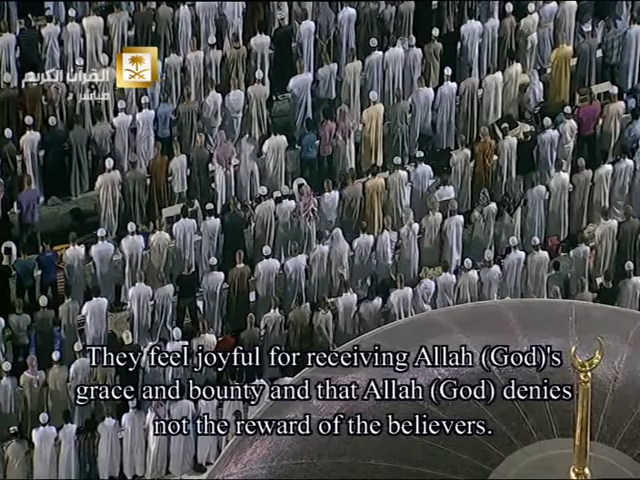 القرآن الكريم
مباشر
They feel joyful for receiving Allah (God)'s
grace and bounty and that Allah (God) denies
not the reward of the believers.